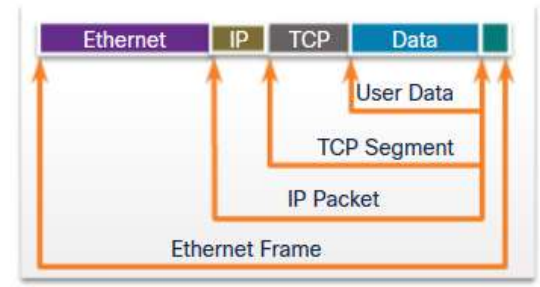 Ethernet IP TCP Data
User Data
TCP Segment
IP Packet
Ethernet Frame